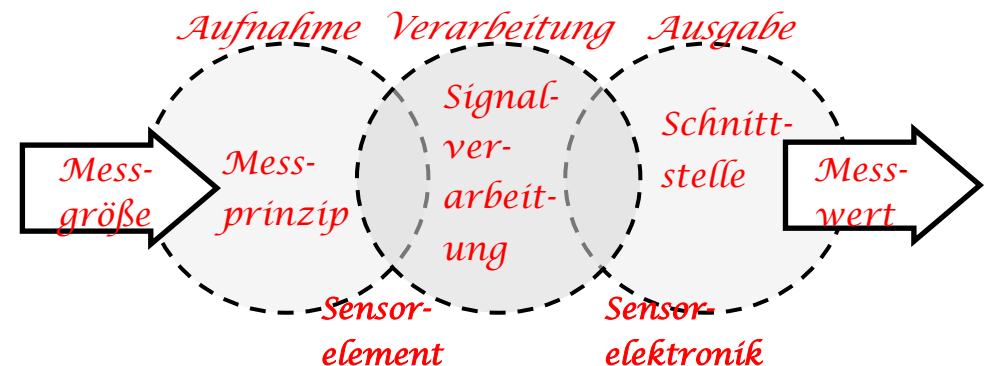 Aufnahme
Verarbeitung
Ausgabe
Mess-
größe
Mess-
prinzip
Signal-
ver-
arbeit-
ung
Schnitt-
stelle
Mess-
wert
Sensor-
element
Sensor-
elektronik